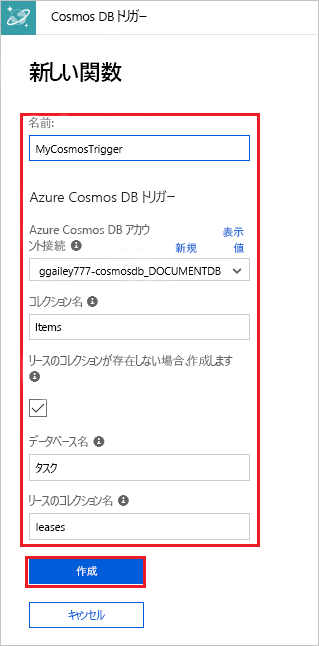 Cosmos DB トリガー
新しい関数
名前:
MyCosmosTrigger
Azure Cosmos DB トリガー
Azure Cosmos DB アカウ 表示
ント接続 新規 値
ggailey777-cosmosdb_DOCUMENTDB
コレクション名
Items
リースのコレクションが存在しない場合、作成します
データベース名
タスク
リースのコレクション名
leases
作成
キャンセル